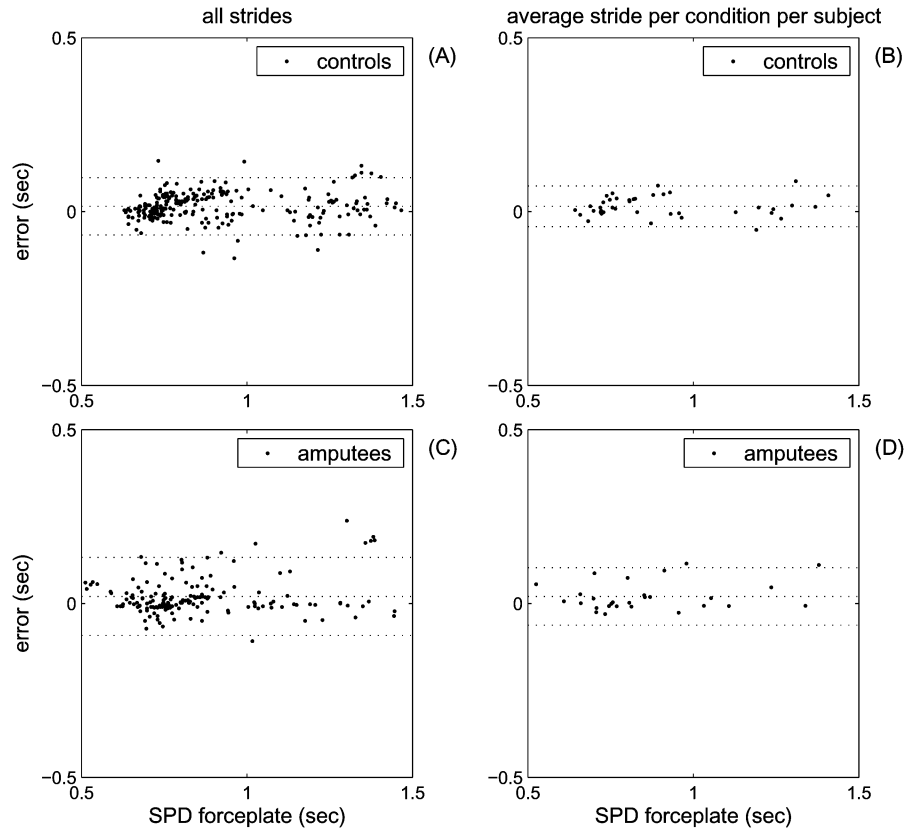 all strides
average stride per condition per subject
0.5
controls
(A)
0
error (sec)
−0.5
0.5
1
1.5
0.5
controls
(B)
0
−0.5
0.5
1
1.5
0.5
amputees
(C)
0
error (sec)
−0.5
0.5
1
1.5
SPD forceplate (sec)
0.5
amputees
(D)
0
−0.5
0.5
1
1.5
SPD forceplate (sec)